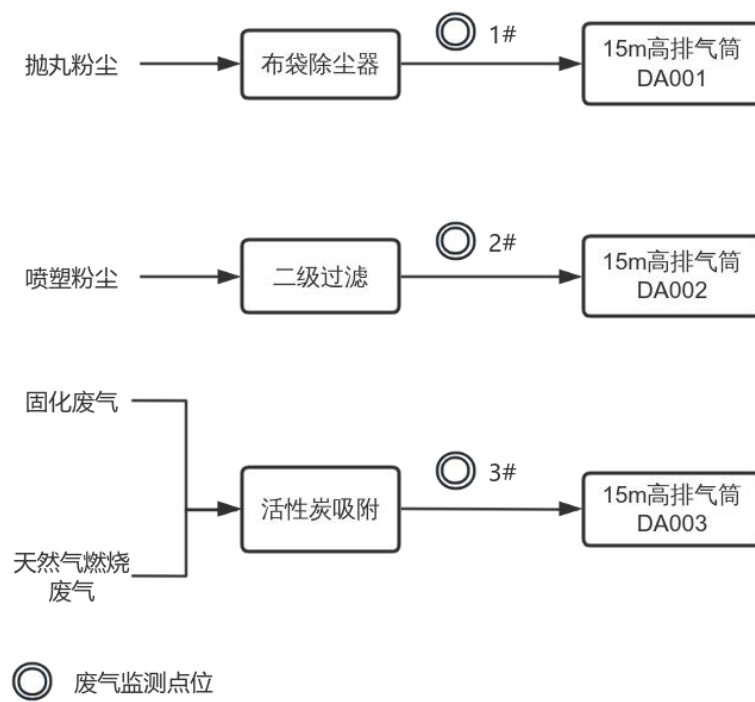 抛丸粉尘
布袋除尘器
1#
15m高排气筒
DA001
喷塑粉尘
二级过滤
2#
15m高排气筒
DA002
固化废气
天然气燃烧
废气
活性炭吸附
3#
15m高排气筒
DA003
废气监测点位